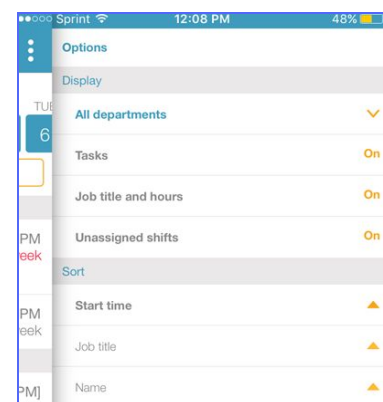 Sprint 12:08 PM 48%
Options
Display
TUE
All departments
6
Tasks On
Job title and hours On
Unassigned shifts On
PM
eek
Sort
Start time
PM
eek
Job title
Name
PM]